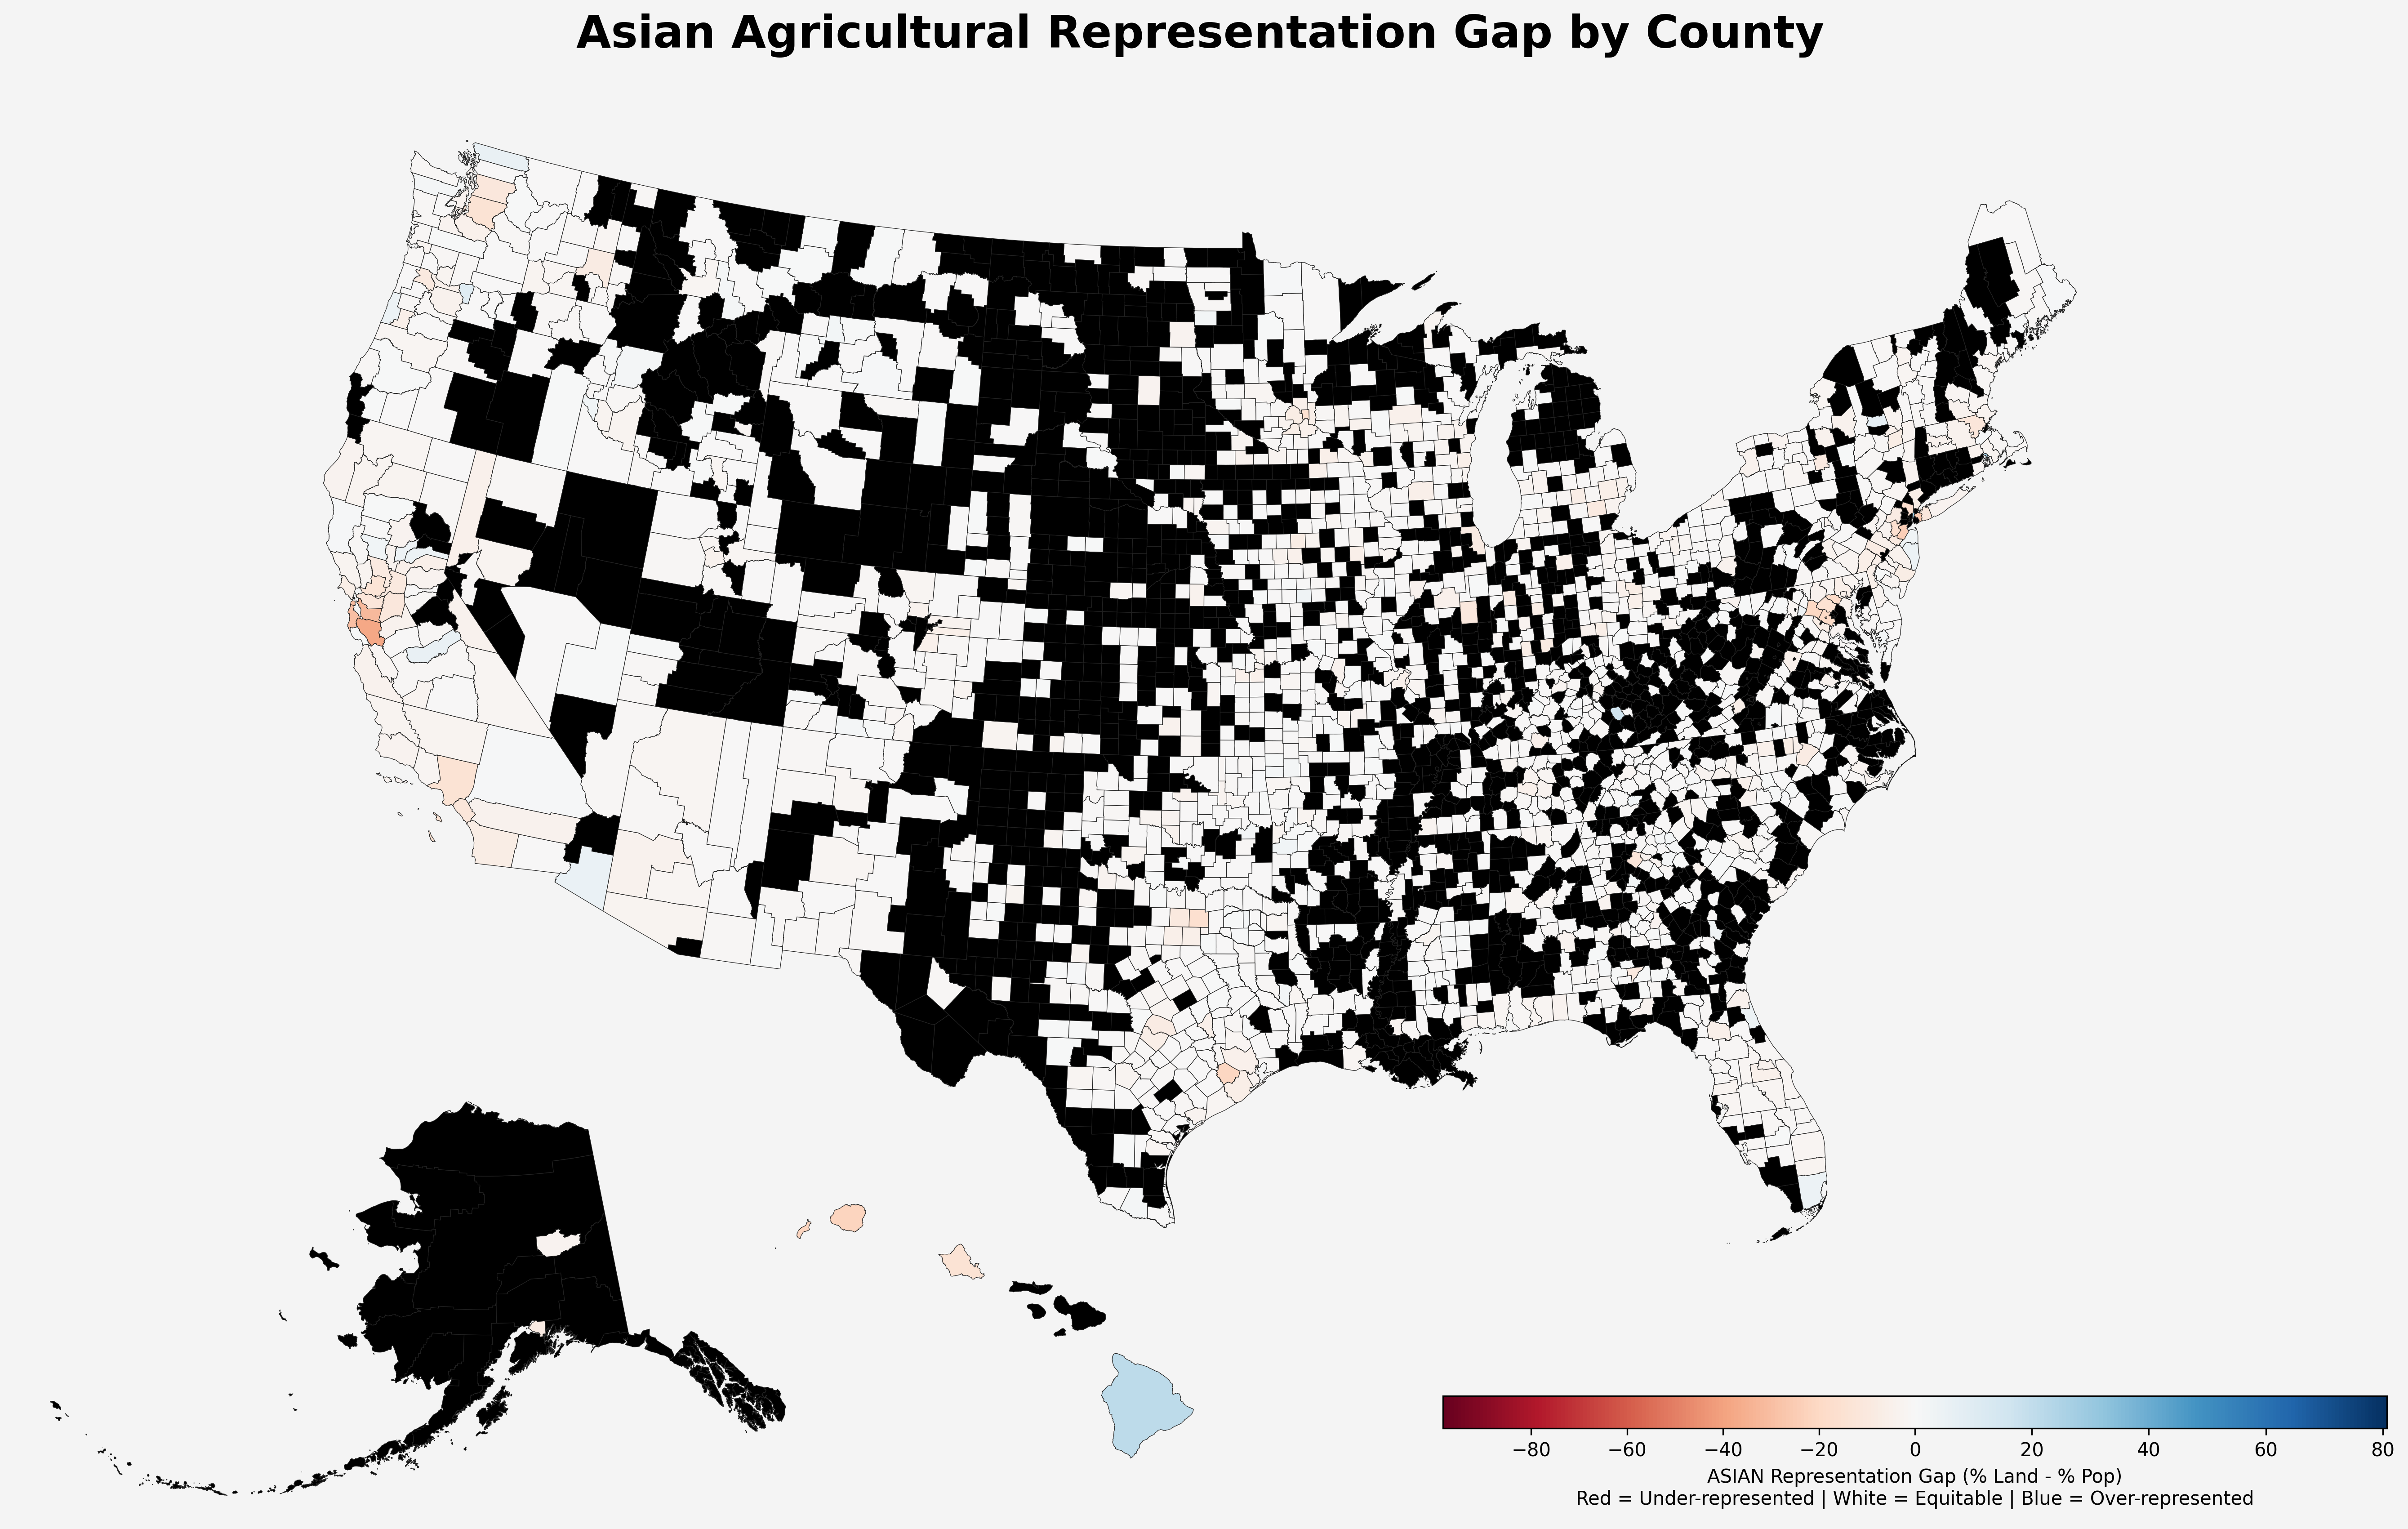 Asian Agricultural Representation Gap by County
−80 −60 −40 −20 0 20 40 60 80
ASIAN Representation Gap (% Land - % Pop)
Red = Under-represented | White = Equitable | Blue = Over-represented